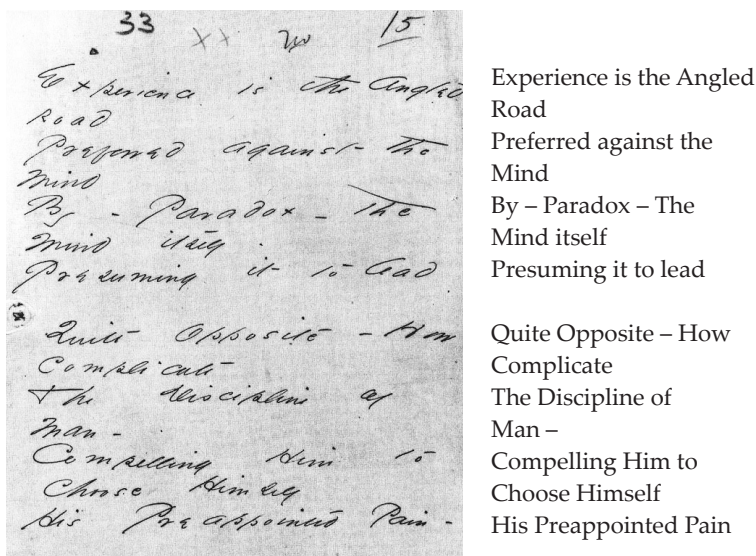 33 ×× 15
Experience is the Angled
Road
Preferred against - The
Mind
By - Paradox - The
Mind itself -
Presuming it to lead
Quite Opposite - How
Complicate
The Discipline of
Man -
Compelling Him to
Choose Himself
His Preappointed Pain -
Experience is the Angled
Road
Preferred against the
Mind
By – Paradox – The
Mind itself
Presuming it to lead
Quite Opposite – How
Complicate
The Discipline of
Man –
Compelling Him to
Choose Himself
His Preappointed Pain